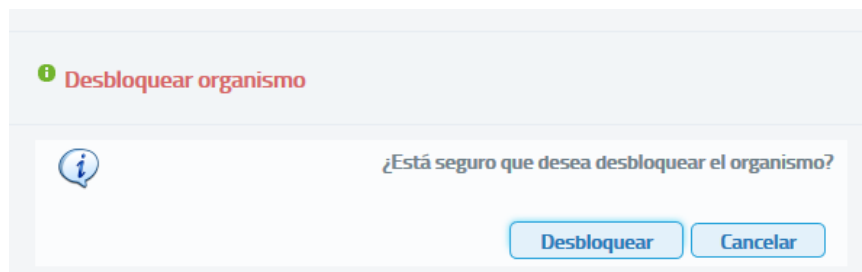 Desbloquear organismo
¿Está seguro que desea desbloquear el organismo?
Desbloquear Cancelar